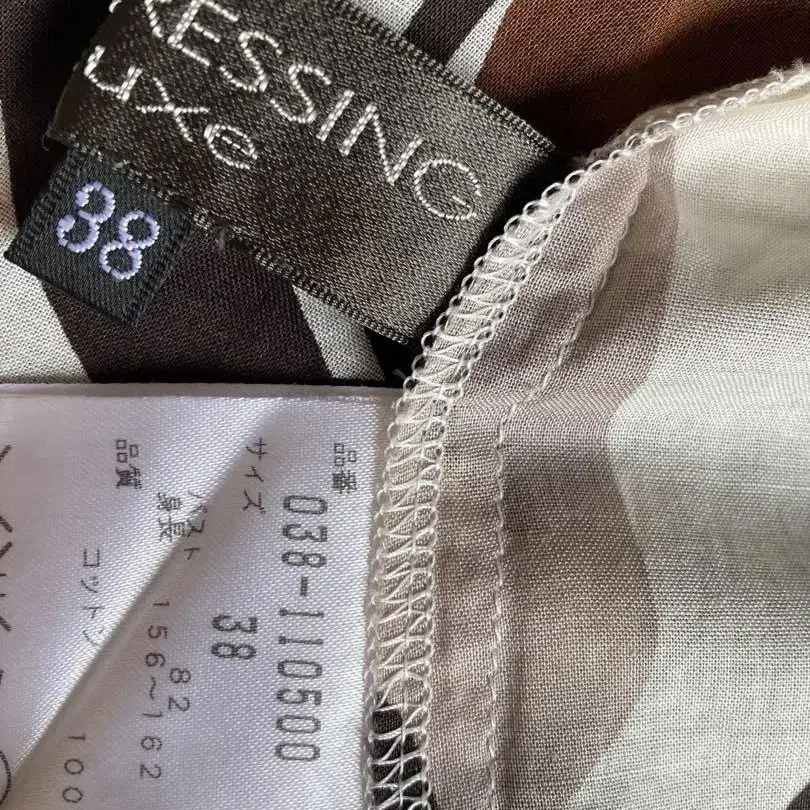 RESSING
uxe
38
品番 038-110500
サイズ 38
バスト 82
身長 156～162
品質
コットン 100